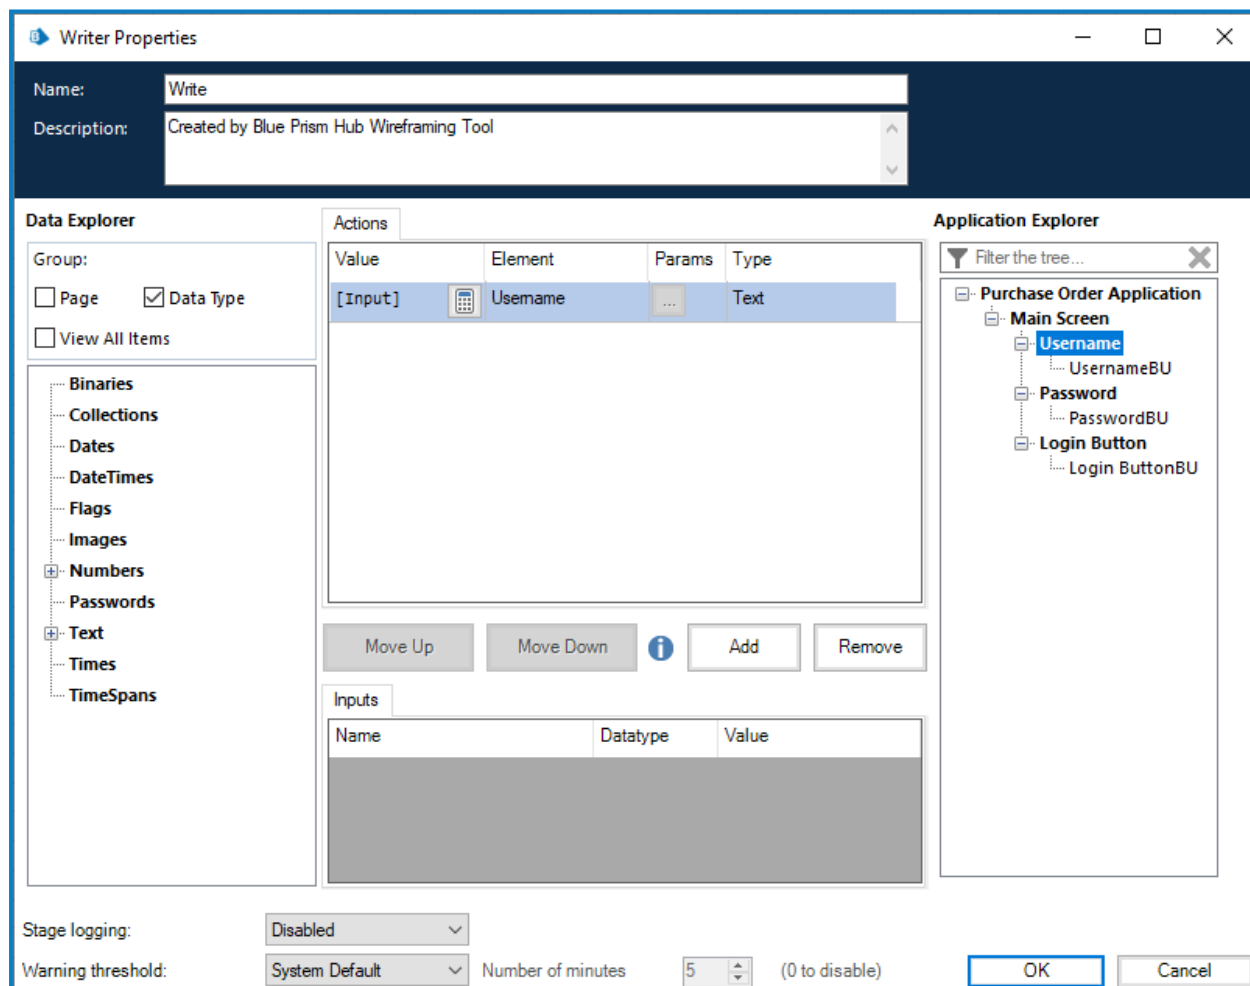 Writer Properties
Name:
Write
Description:
Created by Blue Prism Hub Wireframing Tool
Data Explorer
Group:
Page
Data Type
View All Items
Binaries
Collections
Dates
DateTimes
Flags
Images
Numbers
Passwords
Text
Times
TimeSpans
Actions
Value Element Params Type
[Input] Username ... Text
Move Up Move Down i Add Remove
Inputs
Name Datatype Value
Application Explorer
Filter the tree...
Purchase Order Application
Main Screen
Username
UsernameBU
Password
PasswordBU
Login Button
Login ButtonBU
Stage logging: Disabled
Warning threshold: System Default Number of minutes 5 (0 to disable)
OK Cancel